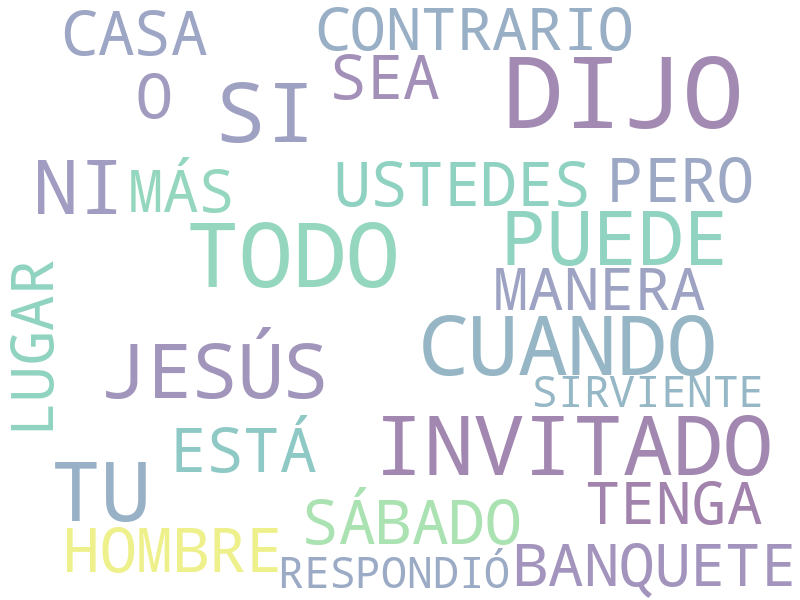 CASA
CONTRARIO
O
SI
SEA
DIJO
NI
MÁS
USTEDES
PERO
TODO
PUEDE
LUGAR
MANERA
JESÚS
CUANDO
SIRVIENTE
ESTÁ
INVITADO
TU
TENGA
HOMBRE
SÁBADO
RESPONDIÓ
BANQUETE